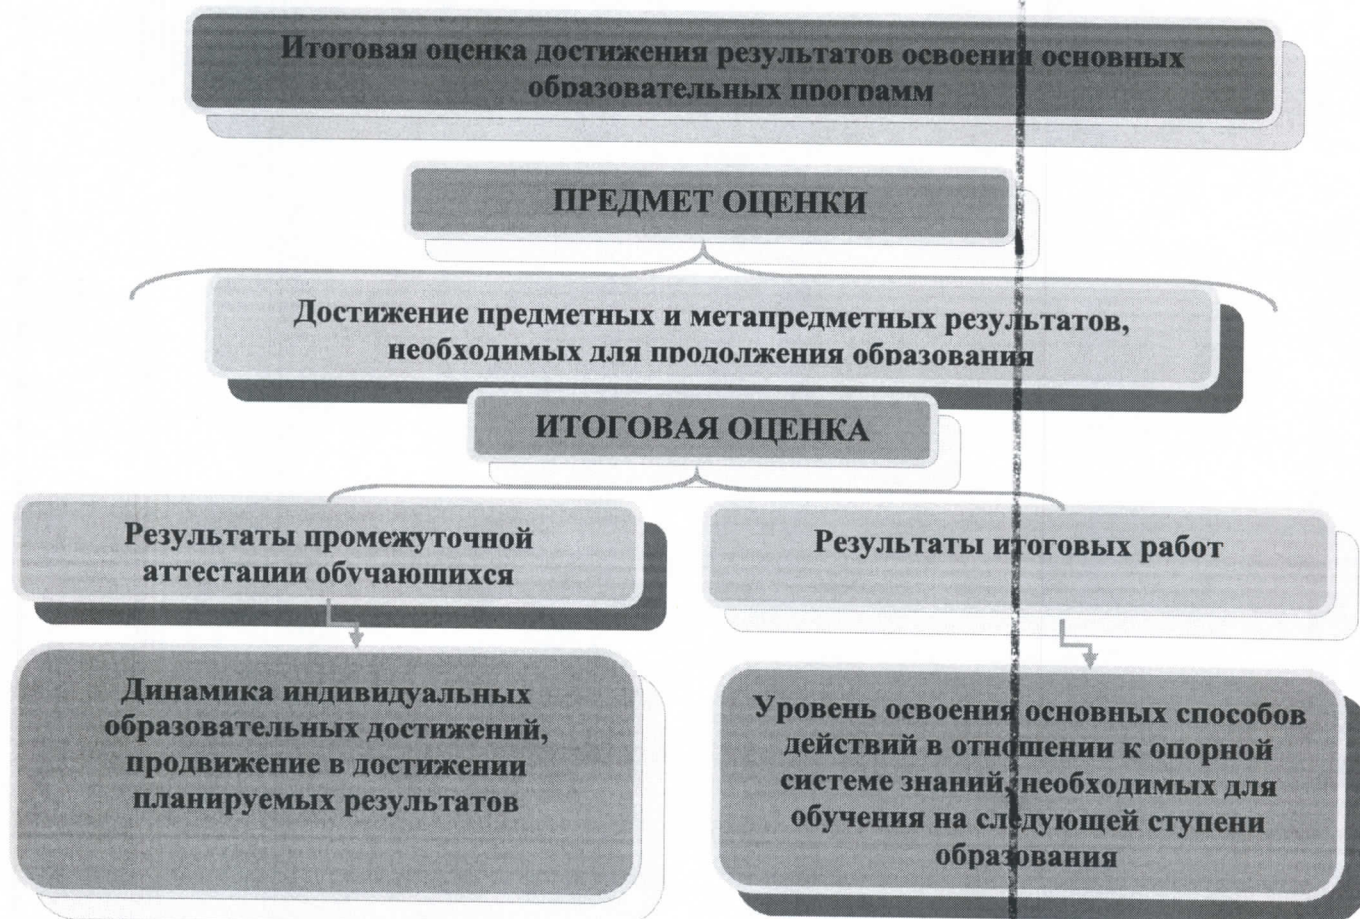 Итоговая оценка достижения результатов освоения основных
образовательных программ
ПРЕДМЕТ ОЦЕНКИ
Достижение предметных и метапредметных результатов,
необходимых для продолжения образования
ИТОГОВАЯ ОЦЕНКА
Результаты промежуточной
аттестации обучающихся
Результаты итоговых работ
Динамика индивидуальных
образовательных достижений,
продвижение в достижении
планируемых результатов
Уровень освоения основных способов
действий в отношении к опорной
системе знаний, необходимых для
обучения на следующей ступени
образования